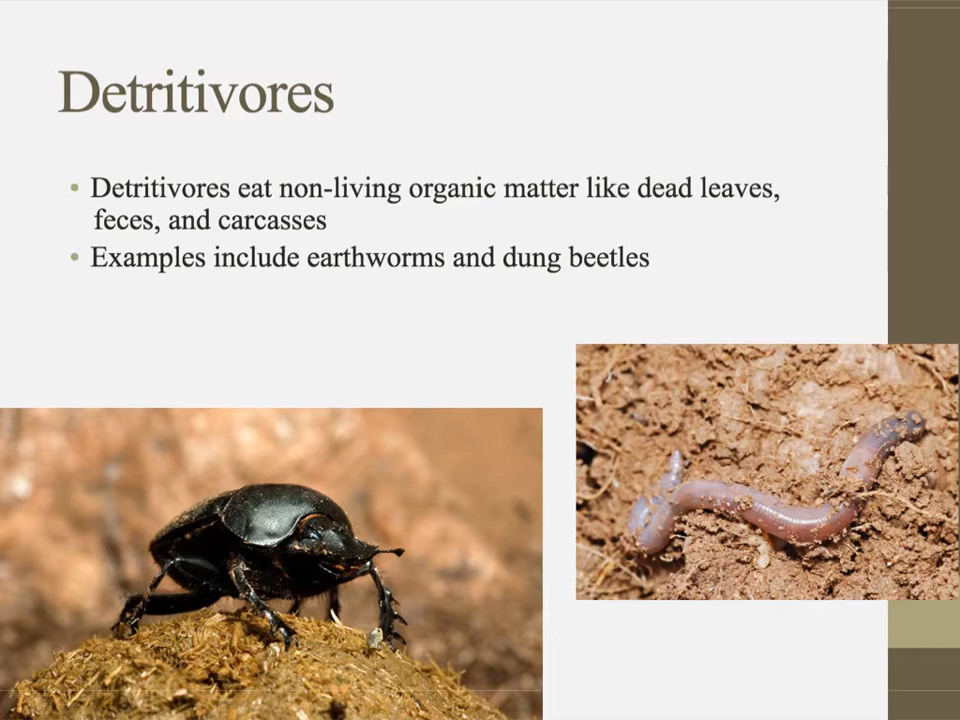 Detritivores
• Detritivores eat non-living organic matter like dead leaves,
feces, and carcasses
• Examples include earthworms and dung beetles